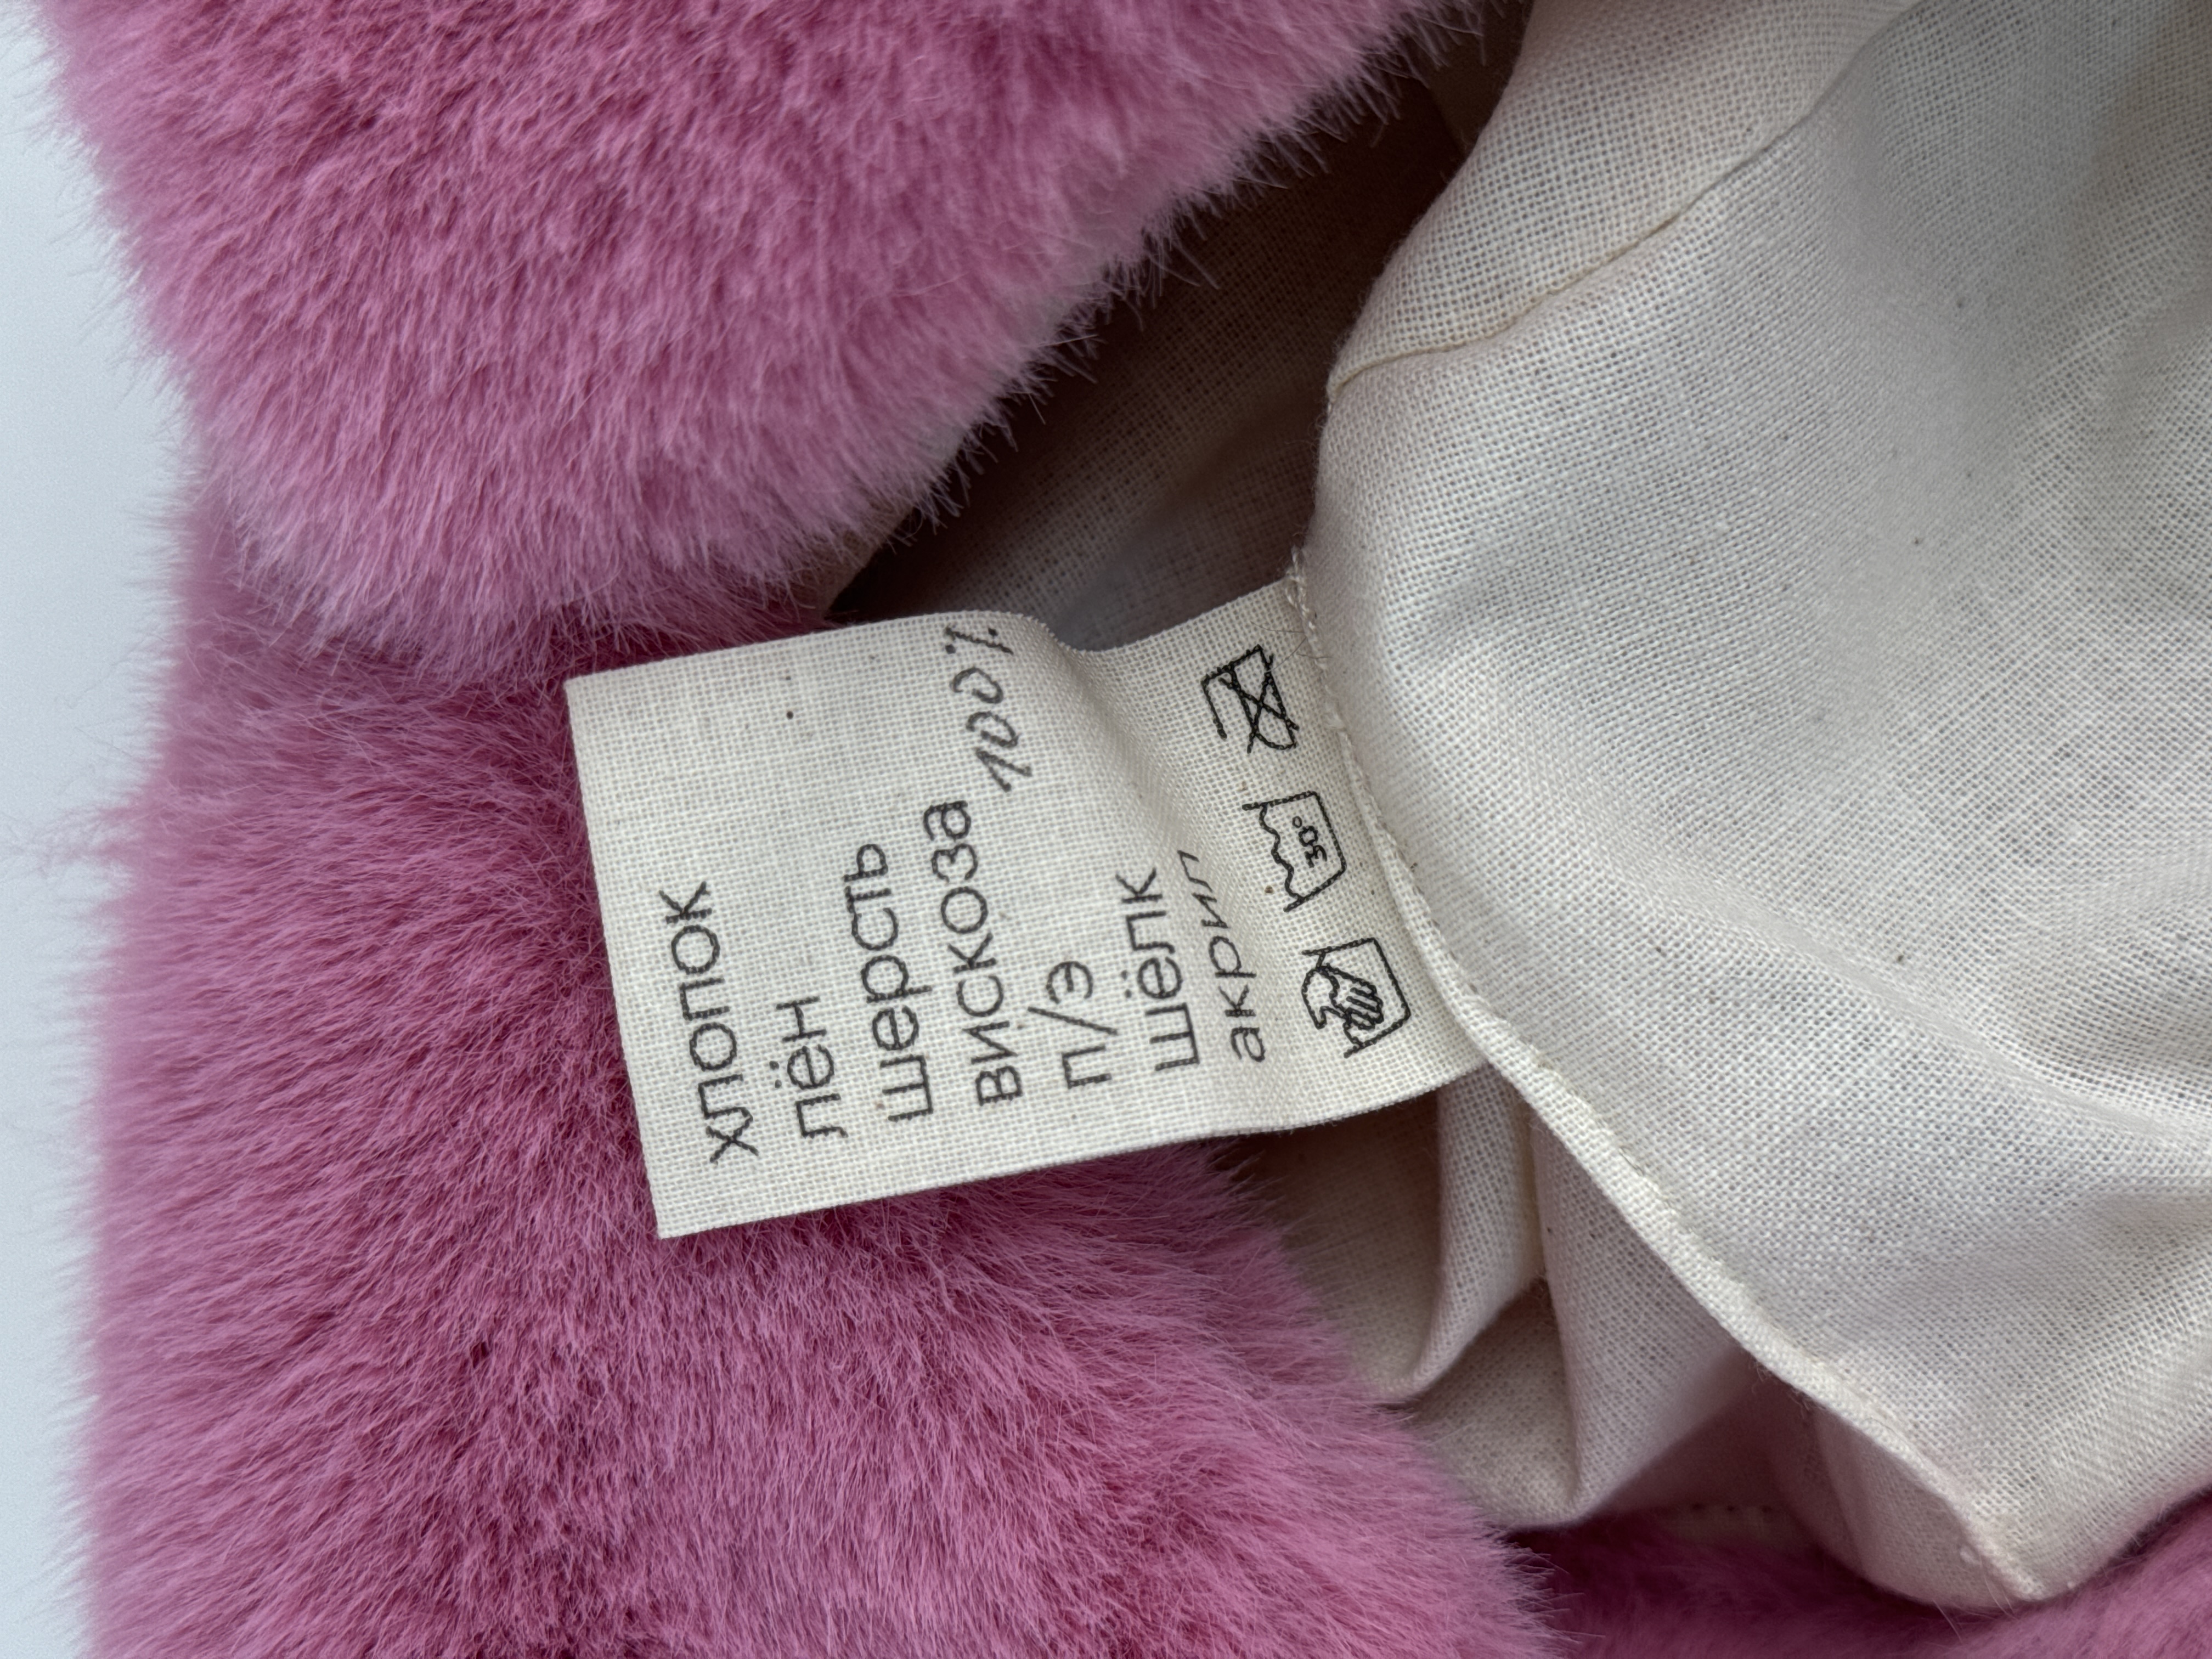 хлопок
лён
шерсть
вискоза 100%
п/э
шёлк
акрил
30°